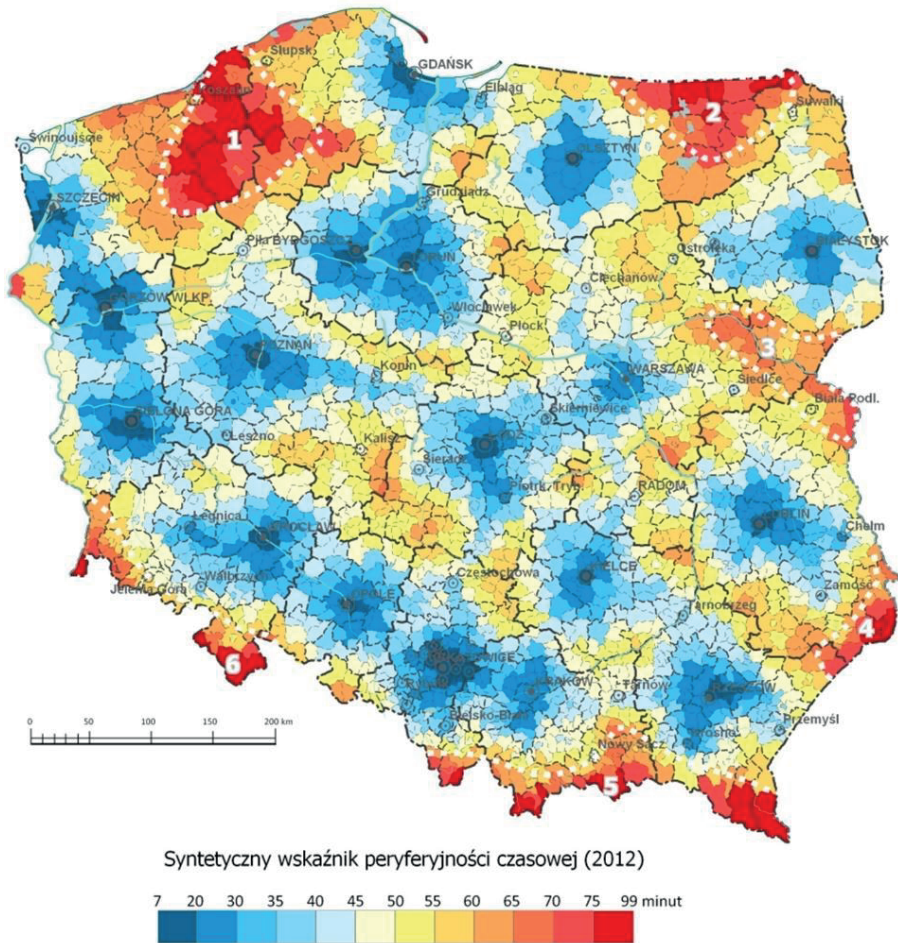 Słupsk
GDAŃSK
Koszalin
Elbląg
Suwałki
Świnoujście
1
2
OLSZTYN
SZCZECIN
Grudziądz
Piła
BYDGOSZCZ
TORUŃ
Ostrołęka
BIAŁYSTOK
GORZÓW WLKP.
Ciechanów
Włocławek
Płock
3
POZNAŃ
Konin
WARSZAWA
Siedlce
Biała Podl.
ZIELONA GÓRA
Skierniewice
Leszno
Kalisz
ŁÓDŹ
Sieradz
Piotrk. Tryb.
RADOM
Legnica
WROCŁAW
LUBLIN
Chełm
Jelenia Góra
Wałbrzych
Częstochowa
KIELCE
Zamość
OPOLE
Tarnobrzeg
4
6
KATOWICE
KRAKÓW
Tarnów
RZESZÓW
Bielsko-Biała
Przemyśl
Nowy Sącz
Krosno
5
0 50 100 200 km
Syntetyczny wskaźnik peryferyjności czasowej (2012)
7 20 30 35 40 45 50 55 60 65 70 75 99 minut